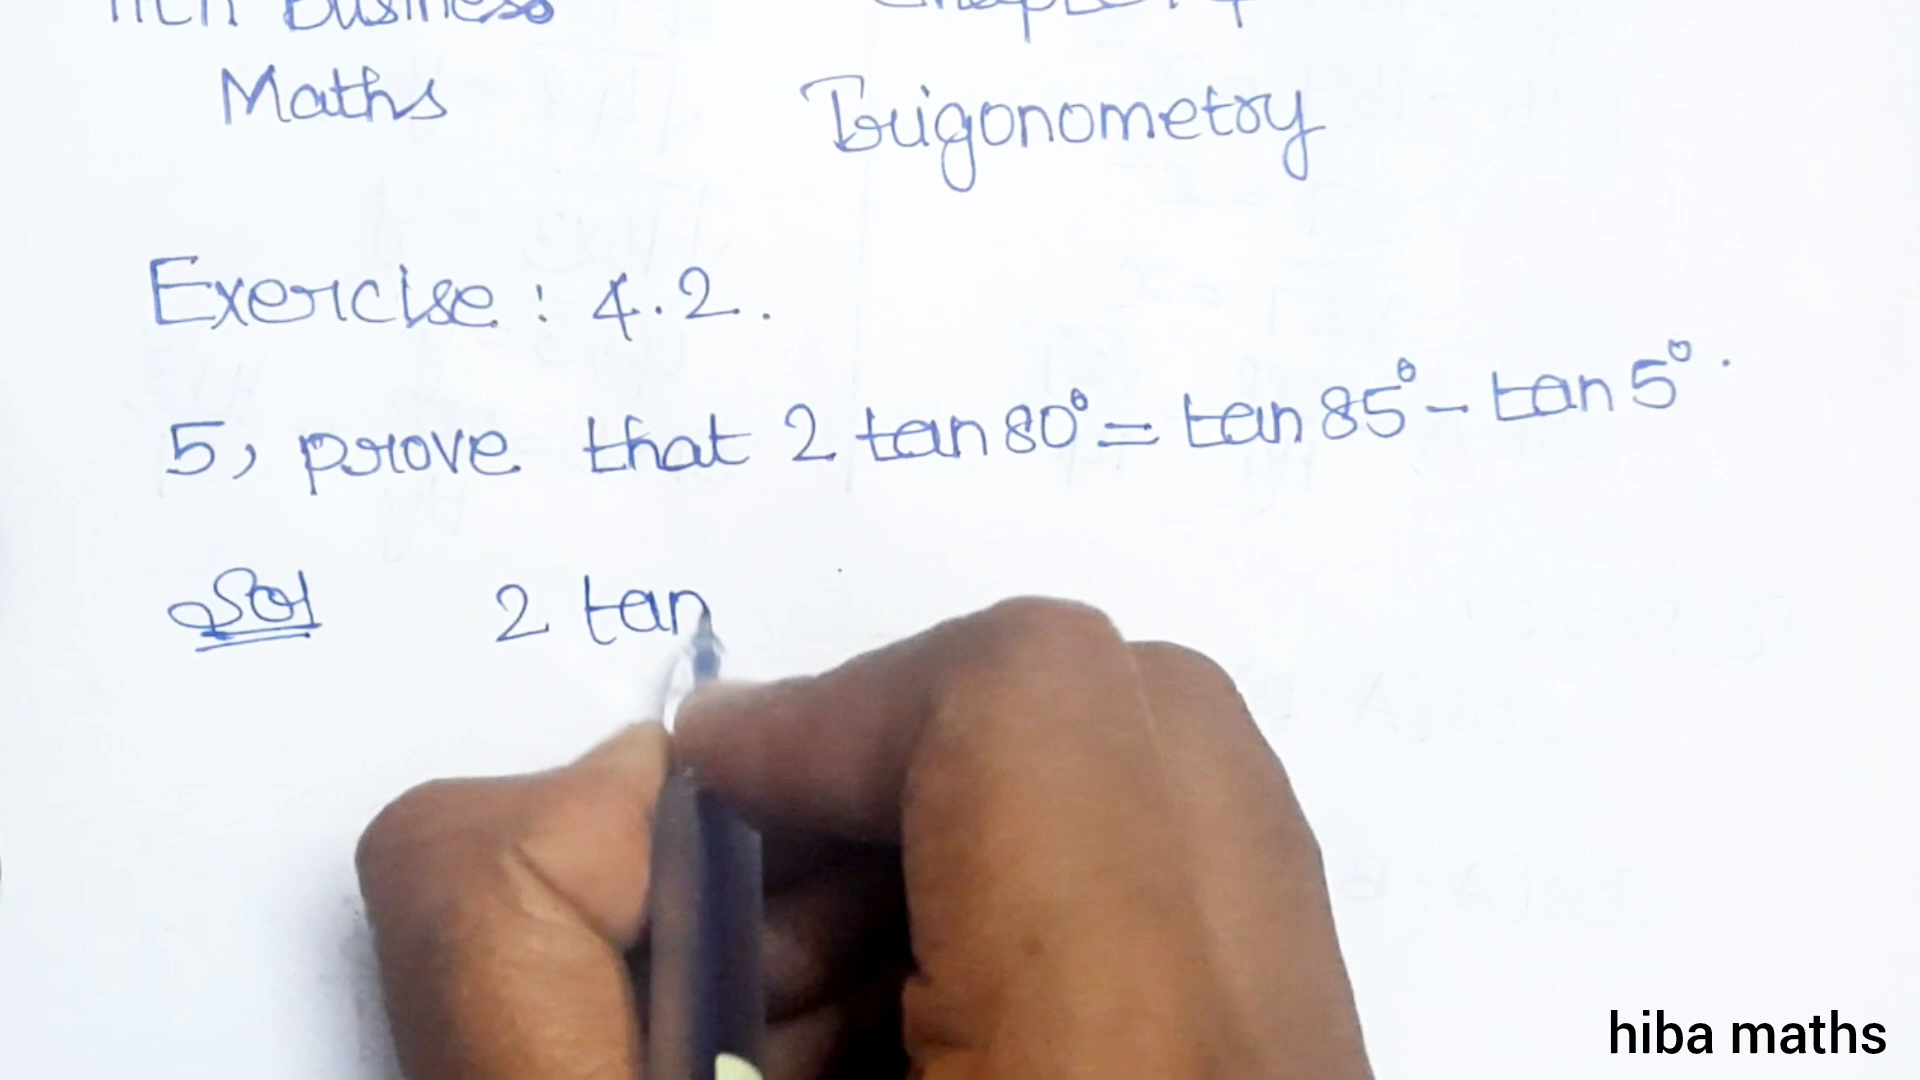 Business
Maths
Trigonometry
Exercise : 4.2.
5, prove that 2 tan 80° = tan 85° - tan 5°.
Sol 2 tan
hiba maths